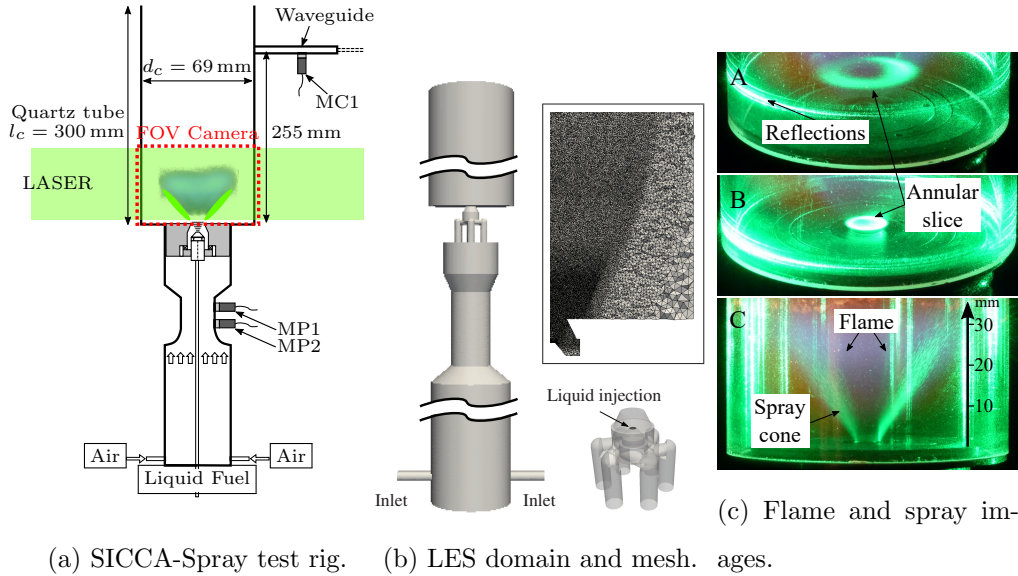 Waveguide
d_c = 69 mm
MC1
Quartz tube
l_c = 300 mm
FOV Camera
255 mm
LASER
MP1
MP2
Air
Air
Liquid Fuel
(a) SICCA-Spray test rig.
Liquid injection
Inlet
Inlet
(b) LES domain and mesh.
A
Reflections
B
Annular
slice
C
Flame
mm
30
20
10
Spray
cone
(c) Flame and spray im-
ages.